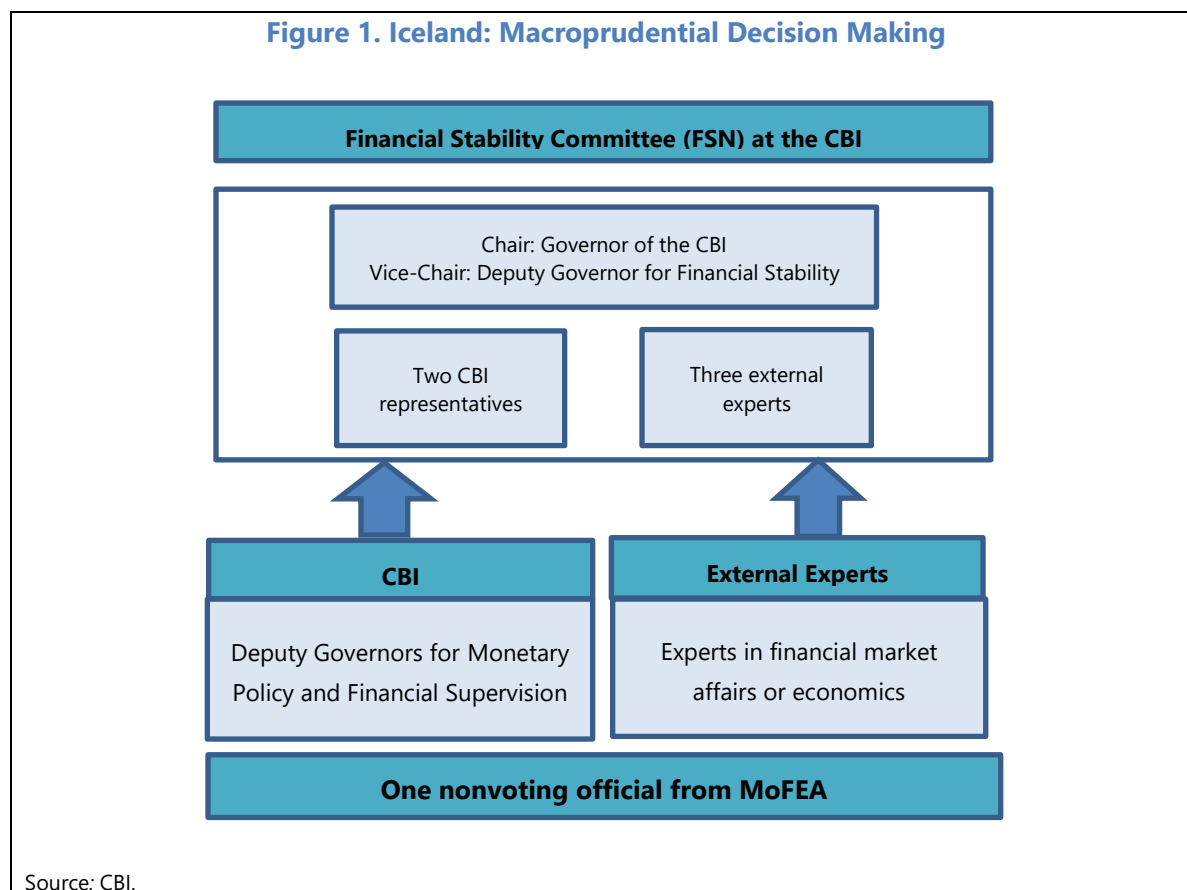 Figure 1. Iceland: Macroprudential Decision Making
Financial Stability Committee (FSN) at the CBI
Chair: Governor of the CBI
Vice-Chair: Deputy Governor for Financial Stability
Two CBI
representatives
Three external
experts
CBI
Deputy Governors for Monetary
Policy and Financial Supervision
External Experts
Experts in financial market
affairs or economics
One nonvoting official from MoFEA
Source: CBI.